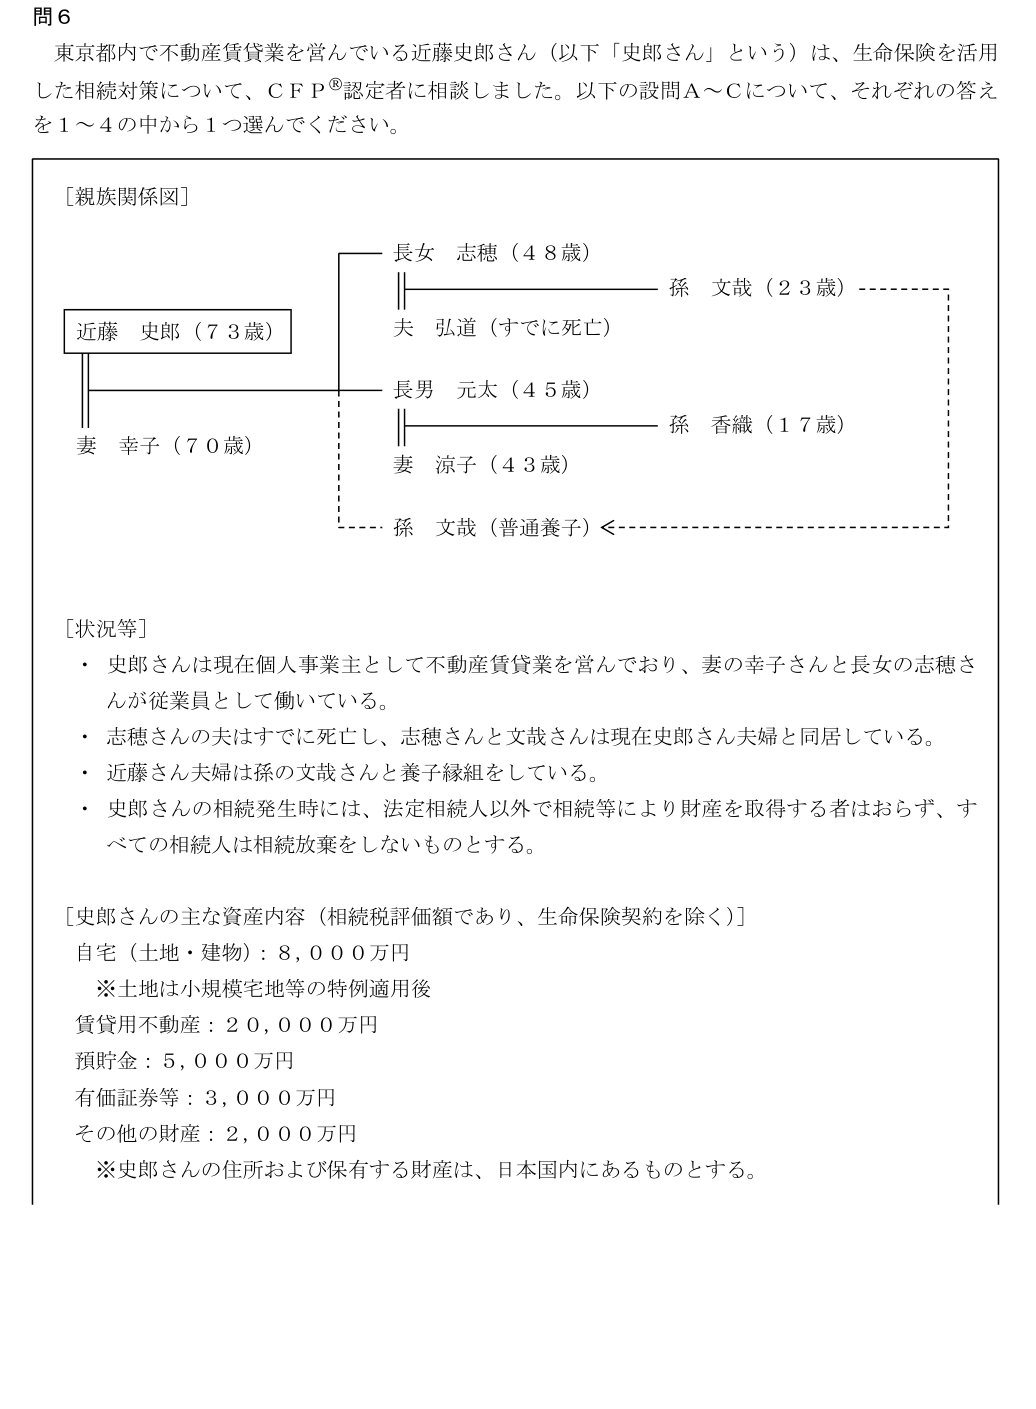 問６
東京都内で不動産賃貸業を営んでいる近藤史郎さん（以下「史郎さん」という）は、生命保険を活用
した相続対策について、ＣＦＰ®認定者に相談しました。以下の設問Ａ～Ｃについて、それぞれの答え
を１～４の中から１つ選んでください。
［親族関係図］
長女　志穂（４８歳）
孫　文哉（２３歳）
近藤　史郎（７３歳）
夫　弘道（すでに死亡）
長男　元太（４５歳）
孫　香織（１７歳）
妻　幸子（７０歳）
妻　涼子（４３歳）
孫　文哉（普通養子）
［状況等］
・ 史郎さんは現在個人事業主として不動産賃貸業を営んでおり、妻の幸子さんと長女の志穂さ
んが従業員として働いている。
・ 志穂さんの夫はすでに死亡し、志穂さんと文哉さんは現在史郎さん夫婦と同居している。
・ 近藤さん夫婦は孫の文哉さんと養子縁組をしている。
・ 史郎さんの相続発生時には、法定相続人以外で相続等により財産を取得する者はおらず、す
べての相続人は相続放棄をしないものとする。
［史郎さんの主な資産内容（相続税評価額であり、生命保険契約を除く）］
自宅（土地・建物）：８,０００万円
※土地は小規模宅地等の特例適用後
賃貸用不動産：２０,０００万円
預貯金：５,０００万円
有価証券等：３,０００万円
その他の財産：２,０００万円
※史郎さんの住所および保有する財産は、日本国内にあるものとする。